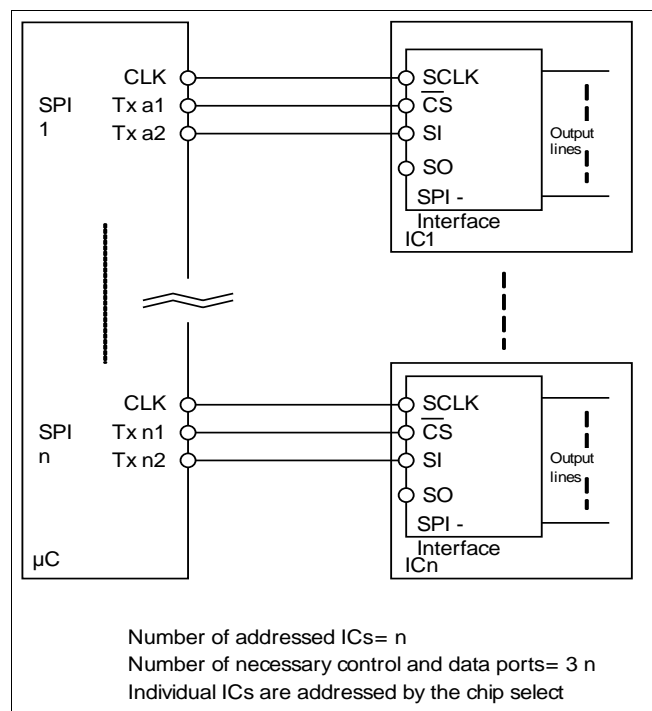 CLK
SPI
1
Tx a1
Tx a2
SCLK
CS
SI
SO
SPI -
Interface
IC1
Output
lines
CLK
SPI
n
Tx n1
Tx n2
µC
SCLK
CS
SI
SO
SPI -
Interface
ICn
Output
lines
Number of addressed ICs= n
Number of necessary control and data ports= 3 n
Individual ICs are addressed by the chip select